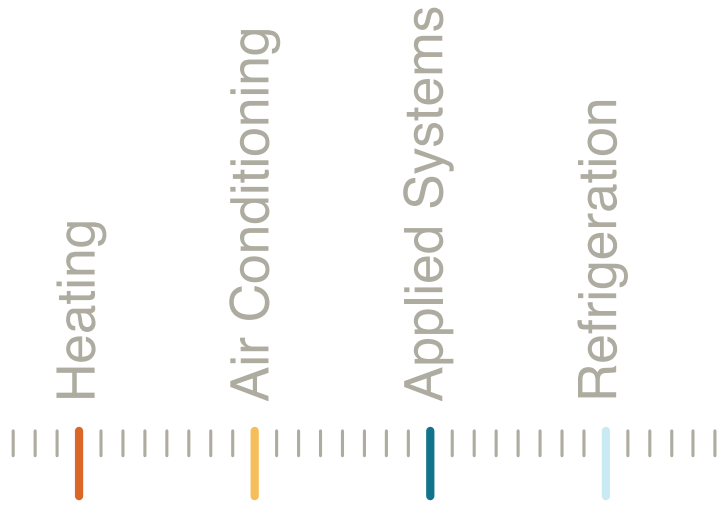 Heating
Air Conditioning
Applied Systems
Refrigeration